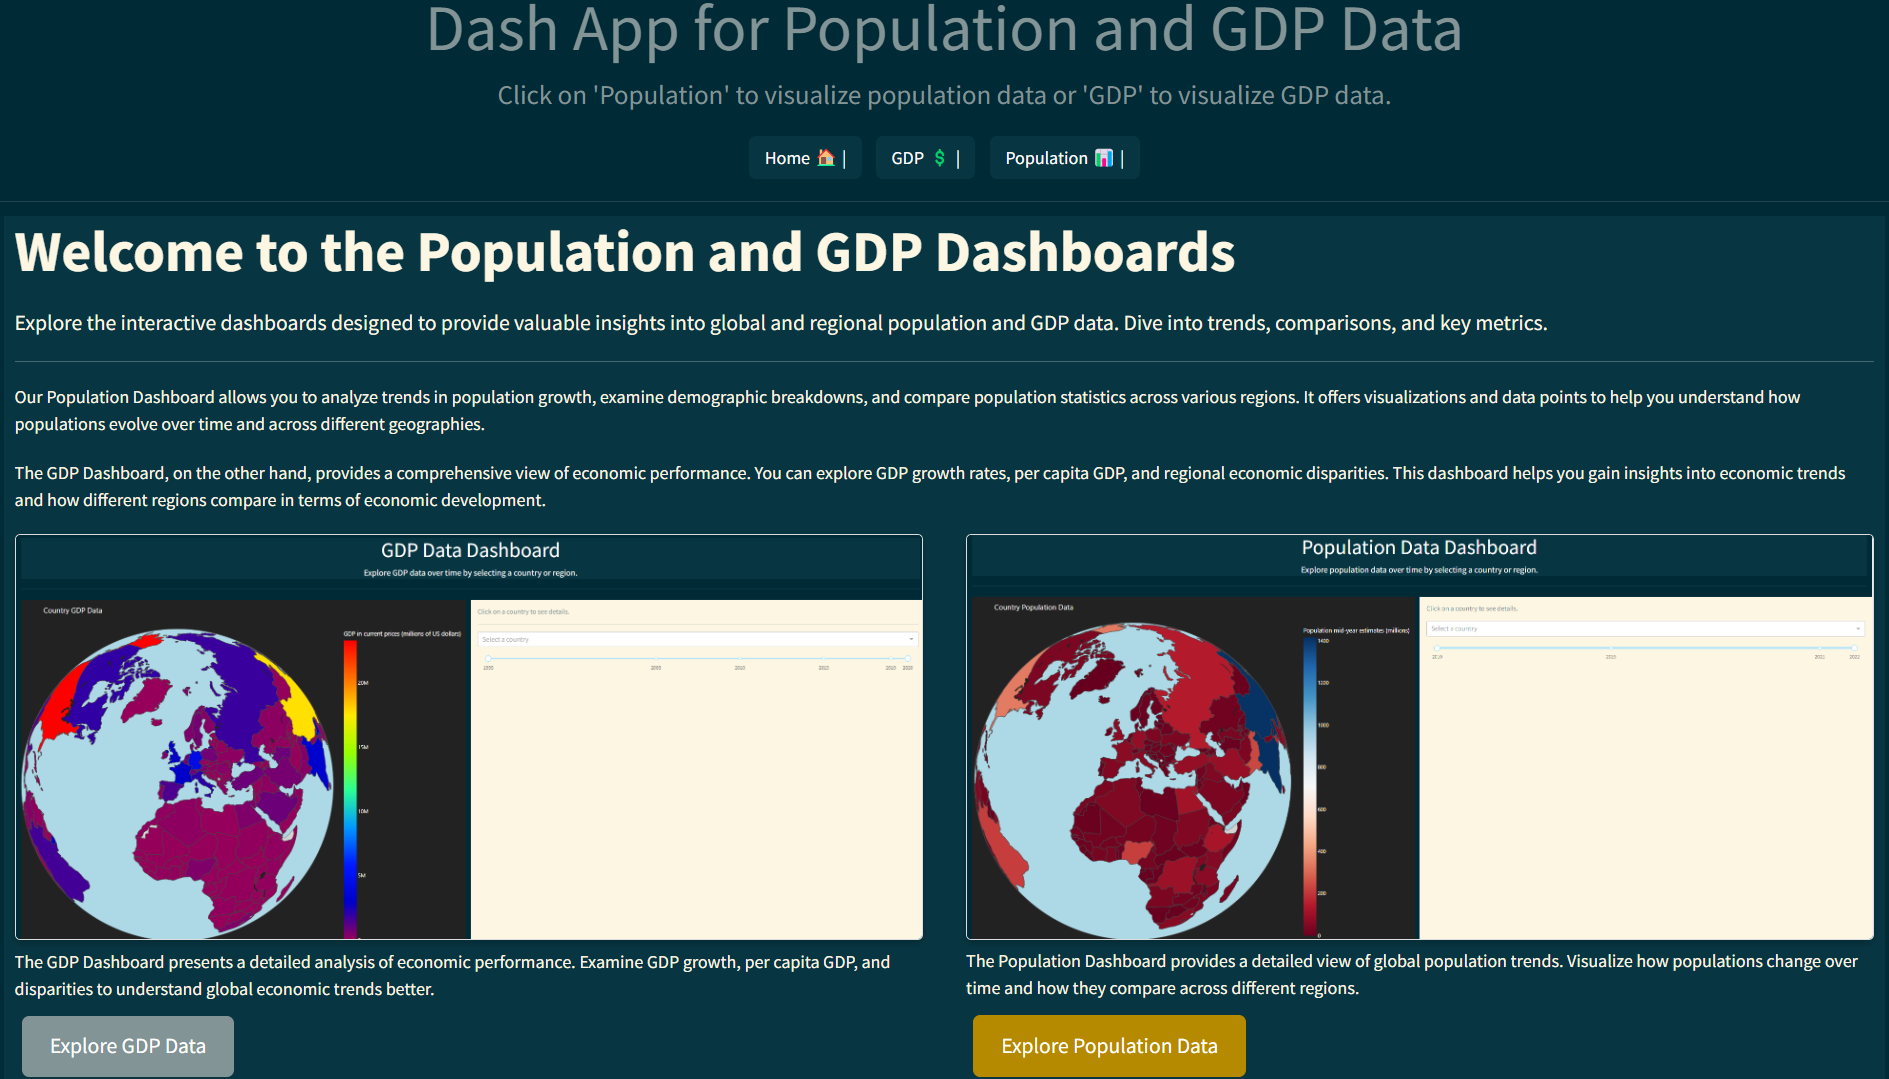 Dash App for Population and GDP Data
Click on 'Population' to visualize population data or 'GDP' to visualize GDP data.
Home | GDP $ | Population |
Welcome to the Population and GDP Dashboards
Explore the interactive dashboards designed to provide valuable insights into global and regional population and GDP data. Dive into trends, comparisons, and key metrics.
Our Population Dashboard allows you to analyze trends in population growth, examine demographic breakdowns, and compare population statistics across various regions. It offers visualizations and data points to help you understand how
populations evolve over time and across different geographies.
The GDP Dashboard, on the other hand, provides a comprehensive view of economic performance. You can explore GDP growth rates, per capita GDP, and regional economic disparities. This dashboard helps you gain insights into economic trends
and how different regions compare in terms of economic development.
GDP Data Dashboard
Explore GDP data over time by selecting a country or region.
Country GDP Data
GDP in current prices (millions of US dollars)
20M
15M
10M
5M
Click on a country to see details.
Select a country
2010
2015
Population Data Dashboard
Explore population data over time by selecting a country or region.
Country Population Data
Population mid-year estimates (millions)
1400
1200
1000
800
600
400
200
0
Click on a country to see details.
Select a country
2022
The GDP Dashboard presents a detailed analysis of economic performance. Examine GDP growth, per capita GDP, and
disparities to understand global economic trends better.
The Population Dashboard provides a detailed view of global population trends. Visualize how populations change over
time and how they compare across different regions.
Explore GDP Data
Explore Population Data